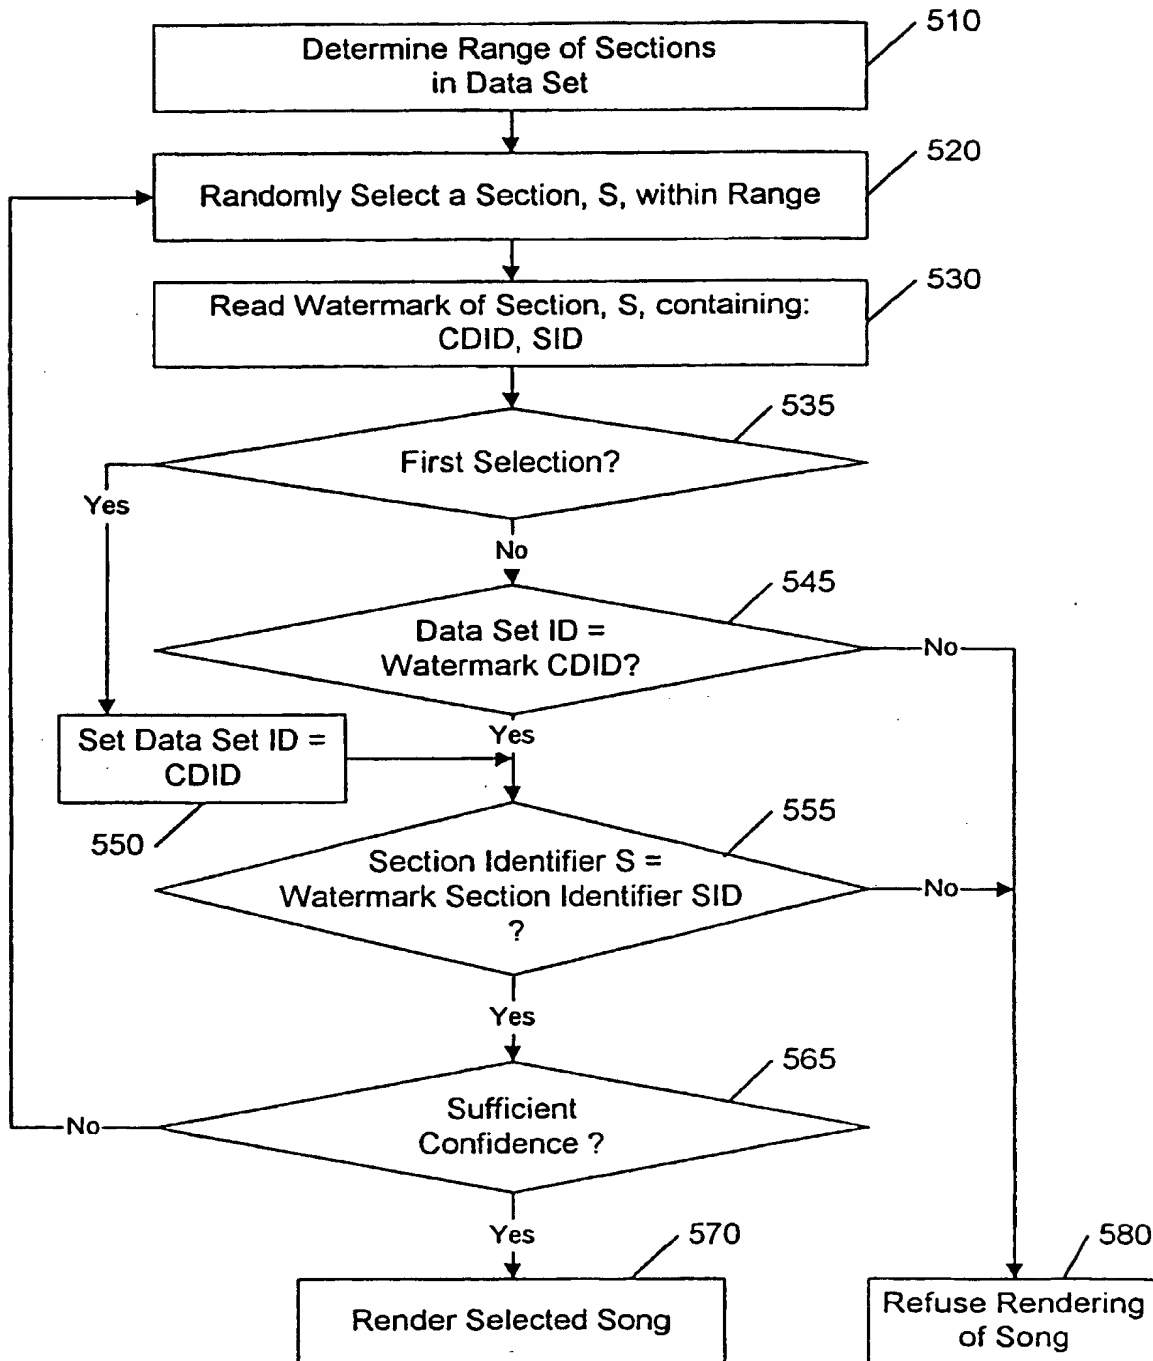 510
Determine Range of Sections
in Data Set
520
Randomly Select a Section, S, within Range
530
Read Watermark of Section, S, containing:
CDID, SID
535
First Selection?
Yes
No
545
Data Set ID =
Watermark CDID?
No
Yes
Set Data Set ID =
CDID
550
555
Section Identifier S =
Watermark Section Identifier SID
?
No
Yes
565
Sufficient
Confidence ?
No
Yes
570
Render Selected Song
580
Refuse Rendering
of Song